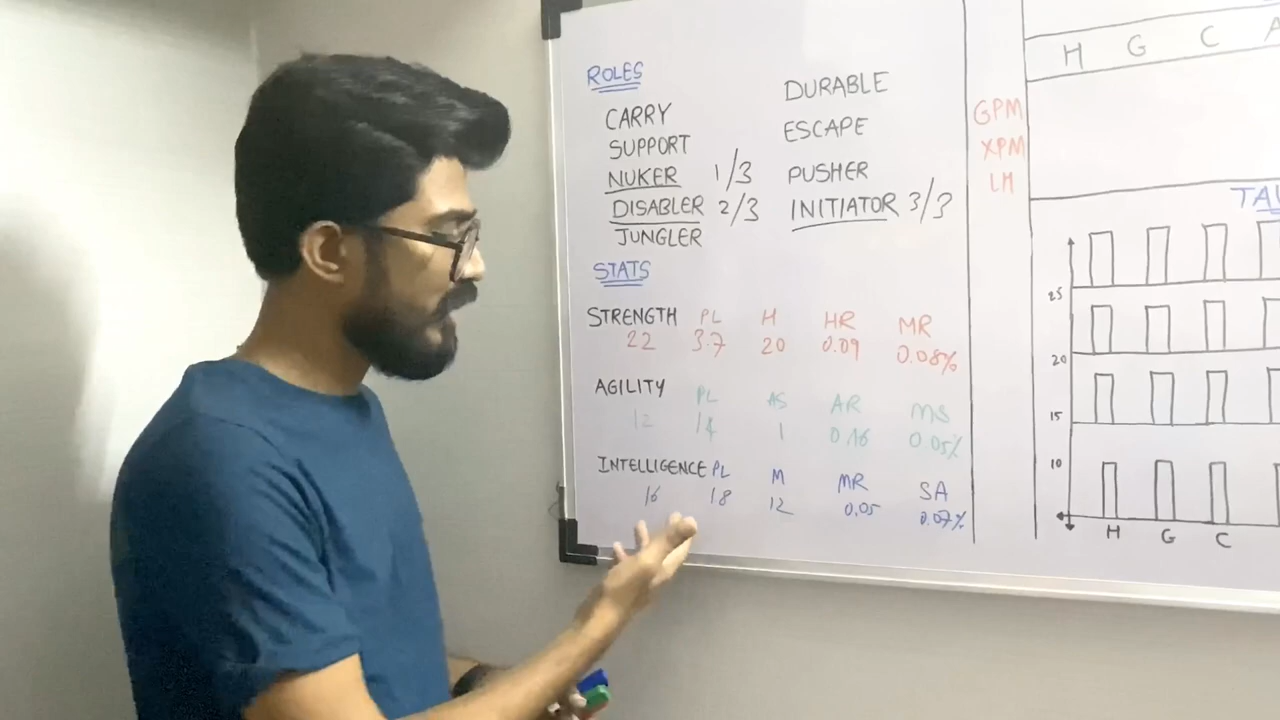 ROLES
CARRY
SUPPORT
NUKER 1/3
DISABLER 2/3
JUNGLER
DURABLE
ESCAPE
PUSHER
INITIATOR 3/3
STATS
STRENGTH PL H HR MR
22 3.7 20 0.09 0.08%
AGILITY PL AS AR MS
12 14 1 0.16 0.05%
INTELLIGENCE PL M MR SA
16 18 12 0.05 0.07%
GPM
XPM
LH
H G C A
25
20
15
10
H G C